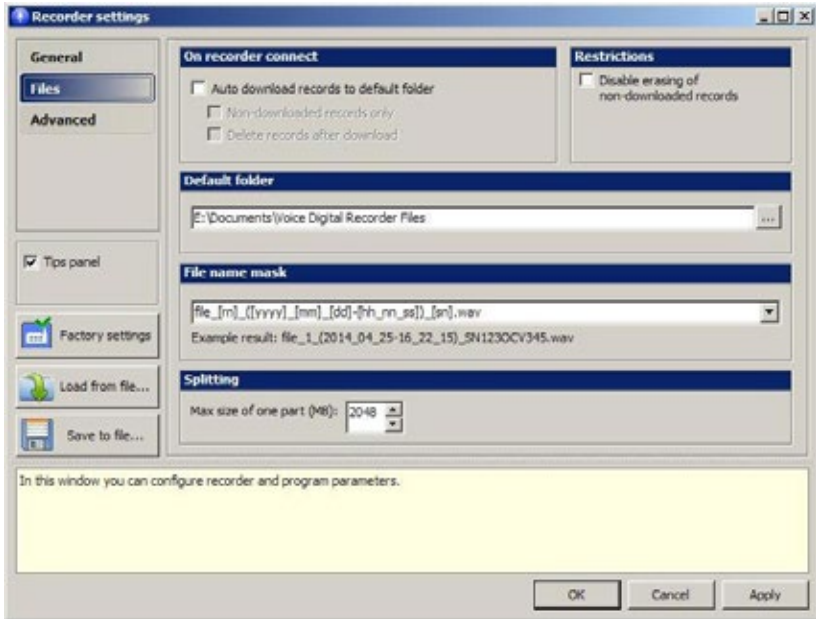 Recorder settings
General
Files
Advanced
Tips panel
Factory settings
Load from file...
Save to file...
On recorder connect
Auto download records to default folder
Non-downloaded records only
Delete records after download
Restrictions
Disable erasing of
non-downloaded records
Default folder
E:\Documents\Voice Digital Recorder Files
...
File name mask
file_[rn]_([yyyy]_[mm]_[dd]-[hh_nn_ss])_[sn].wav
Example result: file_1_(2014_04_25-16_22_15)_SN123OCV345.wav
Splitting
Max size of one part (MB): 2048
In this window you can configure recorder and program parameters.
OK Cancel Apply